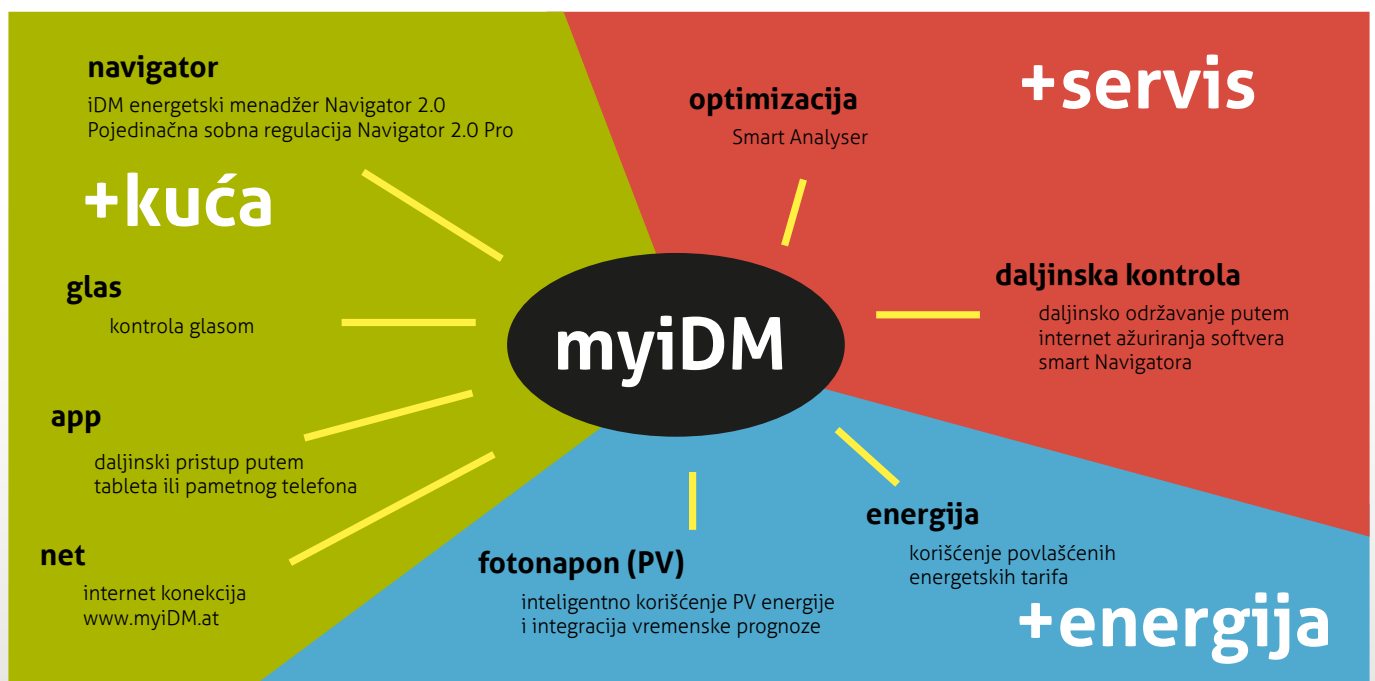 navigator
iDM energetski menadžer Navigator 2.0
Pojedinačna sobna regulacija Navigator 2.0 Pro
+kuća
glas
kontrola glasom
app
daljinski pristup putem
tableta ili pametnog telefona
net
internet konekcija
www.myiDM.at
myiDM
optimizacija
Smart Analyser
+servis
daljinska kontrola
daljinsko održavanje putem
internet ažuriranja softvera
smart Navigatora
fotonapon (PV)
inteligentno korišćenje PV energije
i integracija vremenske prognoze
energija
korišćenje povlašćenih
energetskih tarifa
+energija